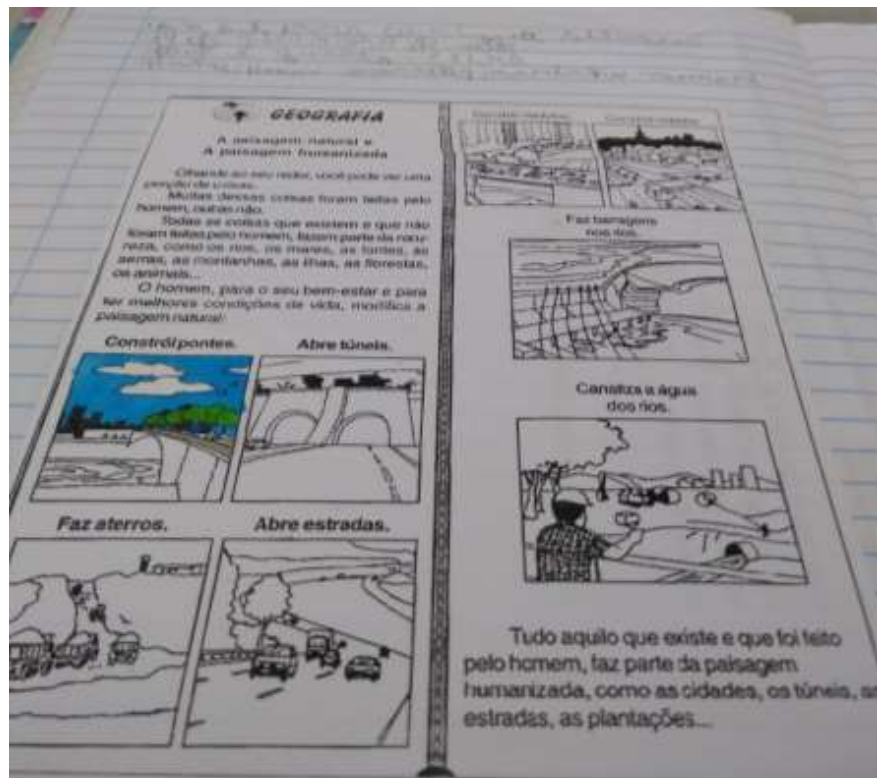 GEOGRAFIA
A paisagem natural e
A paisagem humanizada
Olhando ao seu redor, você pode ver uma
porção de coisas.
Muitas dessas coisas foram feitas pelo
homem, outras não.
Todas as coisas que existem e que não
foram feitas pelo homem, fazem parte da natu-
reza, como os rios, os mares, as fontes, as
serras, as montanhas, as ilhas, as florestas,
os animais...
O homem, para o seu bem-estar e para
ter melhores condições de vida, modifica a
paisagem natural:
Constrói pontes.
Abre túneis.
Faz aterros.
Abre estradas.
Faz barragens
nos rios.
Canaliza a água
dos rios.
Tudo aquilo que existe e que foi feito
pelo homem, faz parte da paisagem
humanizada, como as cidades, os túneis, as
estradas, as plantações...